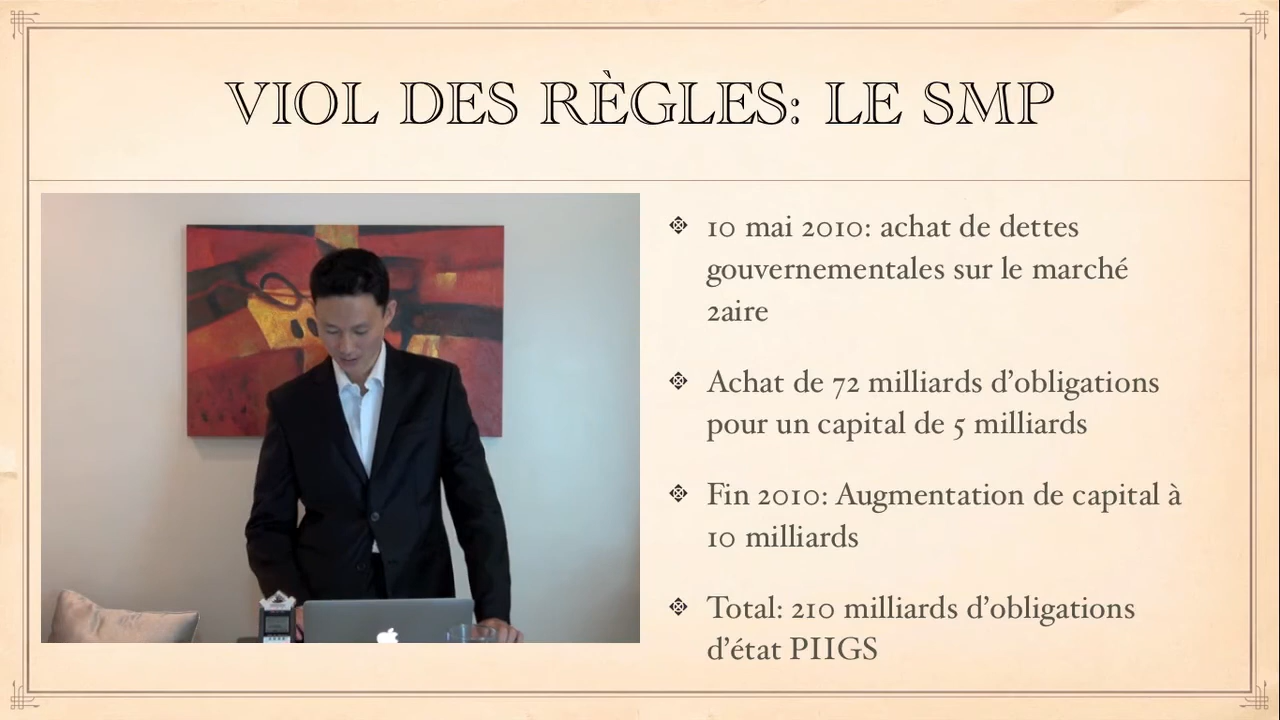 VIOL DES RÈGLES: LE SMP
10 mai 2010: achat de dettes
gouvernementales sur le marché
2aire
Achat de 72 milliards d’obligations
pour un capital de 5 milliards
Fin 2010: Augmentation de capital à
10 milliards
Total: 210 milliards d’obligations
d’état PIIGS